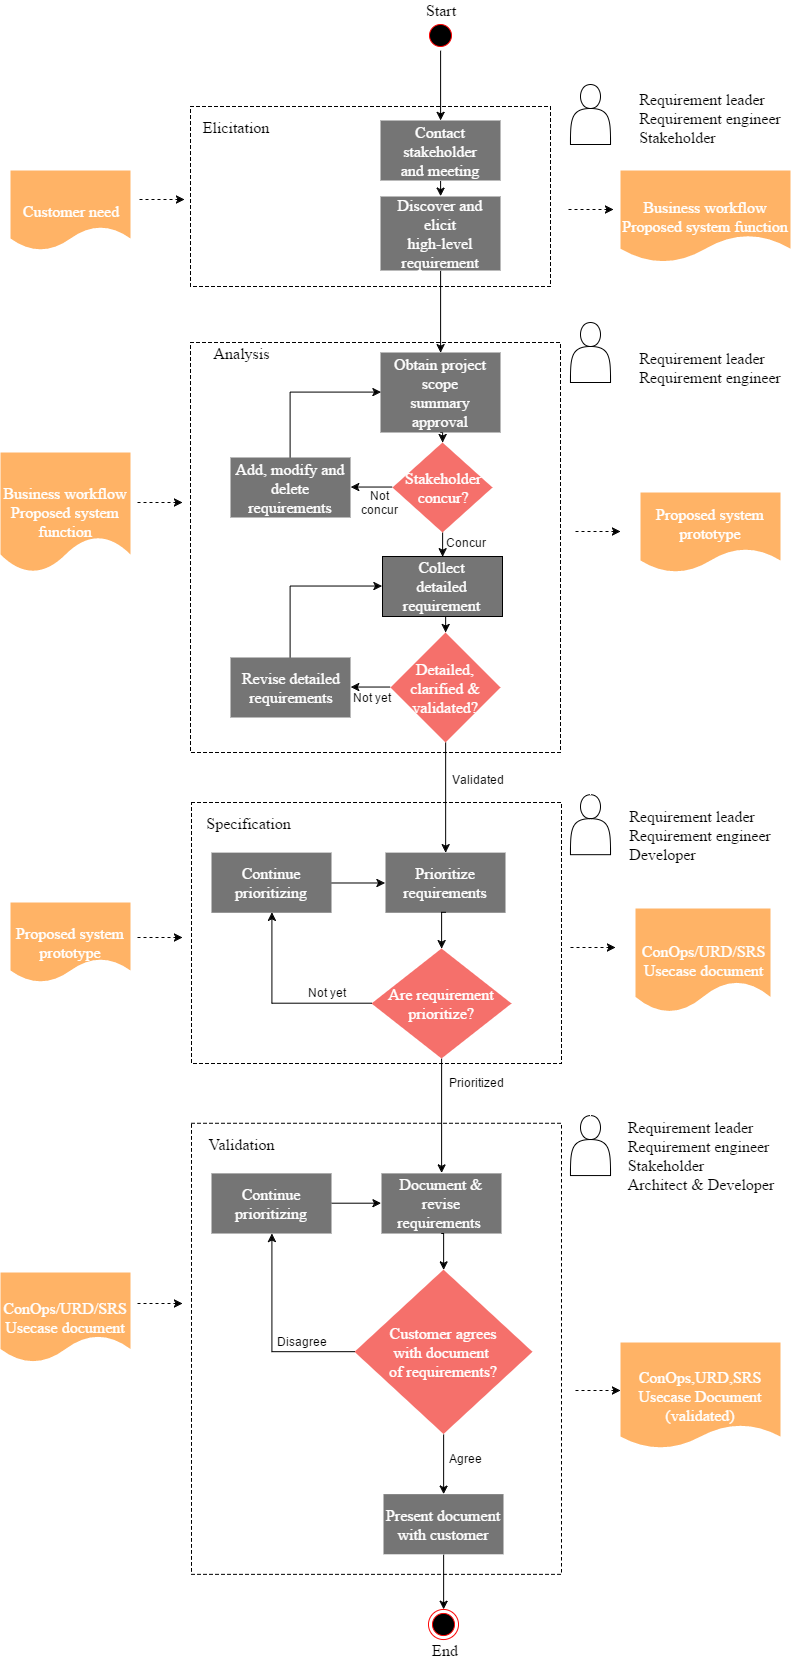 Start
Elicitation
Contact
stakeholder
and meeting
Requirement leader
Requirement engineer
Stakeholder
Customer need
Discover and
elicit
high-level
requirement
Business workflow
Proposed system function
Analysis
Obtain project
scope
summary
approval
Requirement leader
Requirement engineer
Add, modify and
delete
requirements
Not
concur
Stakeholder
concur?
Business workflow
Proposed system
function
Proposed system
prototype
Concur
Collect
detailed
requirement
Revise detailed
requirements
Not yet
Detailed,
clarified &
validated?
Validated
Specification
Requirement leader
Requirement engineer
Developer
Continue
prioritizing
Prioritize
requirements
Proposed system
prototype
ConOps/URD/SRS
Usecase document
Not yet
Are requirement
prioritize?
Prioritized
Validation
Requirement leader
Requirement engineer
Stakeholder
Architect & Developer
Continue
prioritizing
Document &
revise
requirements
ConOps/URD/SRS
Usecase document
Disagree
Customer agrees
with document
of requirements?
ConOps,URD,SRS
Usecase Document
(validated)
Agree
Present document
with customer
End